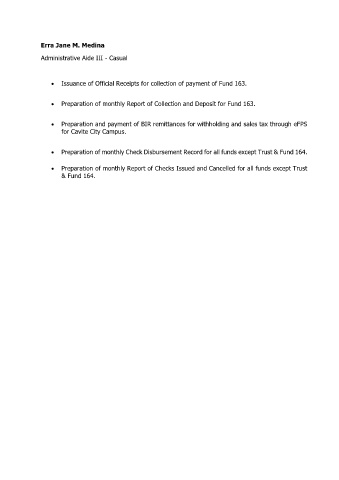 Erra Jane M. Medina
Administrative Aide III - Casual
• Issuance of Official Receipts for collection of payment of Fund 163.
• Preparation of monthly Report of Collection and Deposit for Fund 163.
• Preparation and payment of BIR remittances for withholding and sales tax through eFPS
for Cavite City Campus.
• Preparation of monthly Check Disbursement Record for all funds except Trust & Fund 164.
• Preparation of monthly Report of Checks Issued and Cancelled for all funds except Trust
& Fund 164.